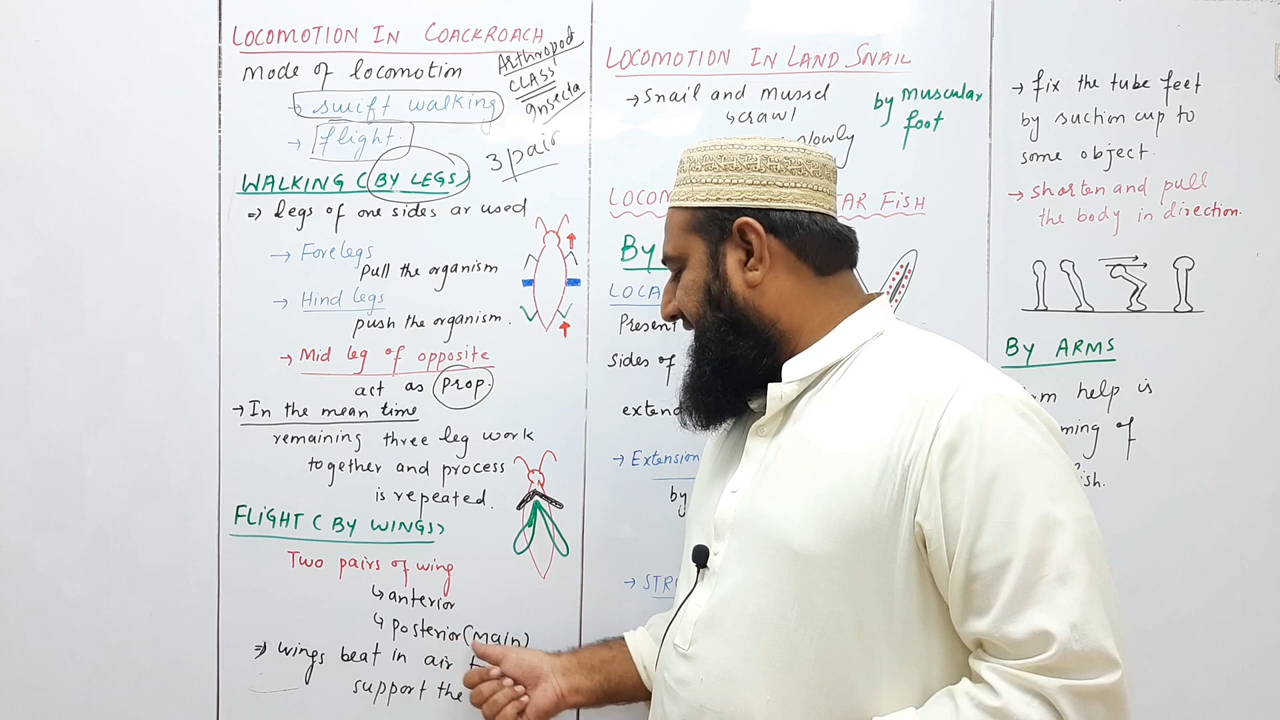 LOCOMOTION IN COACKROACH
Mode of locomotion
→ swift walking
→ flight.
Arthropod
CLASS
Insecta
3 pair
WALKING (BY LEGS)
⇒ legs of one sides ar used
→ Forelegs
pull the organism
→ Hind legs
push the organism.
→ Mid leg of opposite
act as prop.
→ In the mean time
remaining three leg work
together and process
is repeated.
FLIGHT (BY WINGS)
Two pairs of wing
↳ anterior
↳ posterior (main)
⇒ wings beat in air
support the
LOCOMOTION IN LAND SNAIL
→ Snail and mussel
↳ crawl
slowly
by muscular
foot
FISH
By
Present
sides of
→ Extension
by
→ fix the tube feet
by suction cup to
some object.
→ shorten and pull
the body in direction.
BY ARMS
help is
of